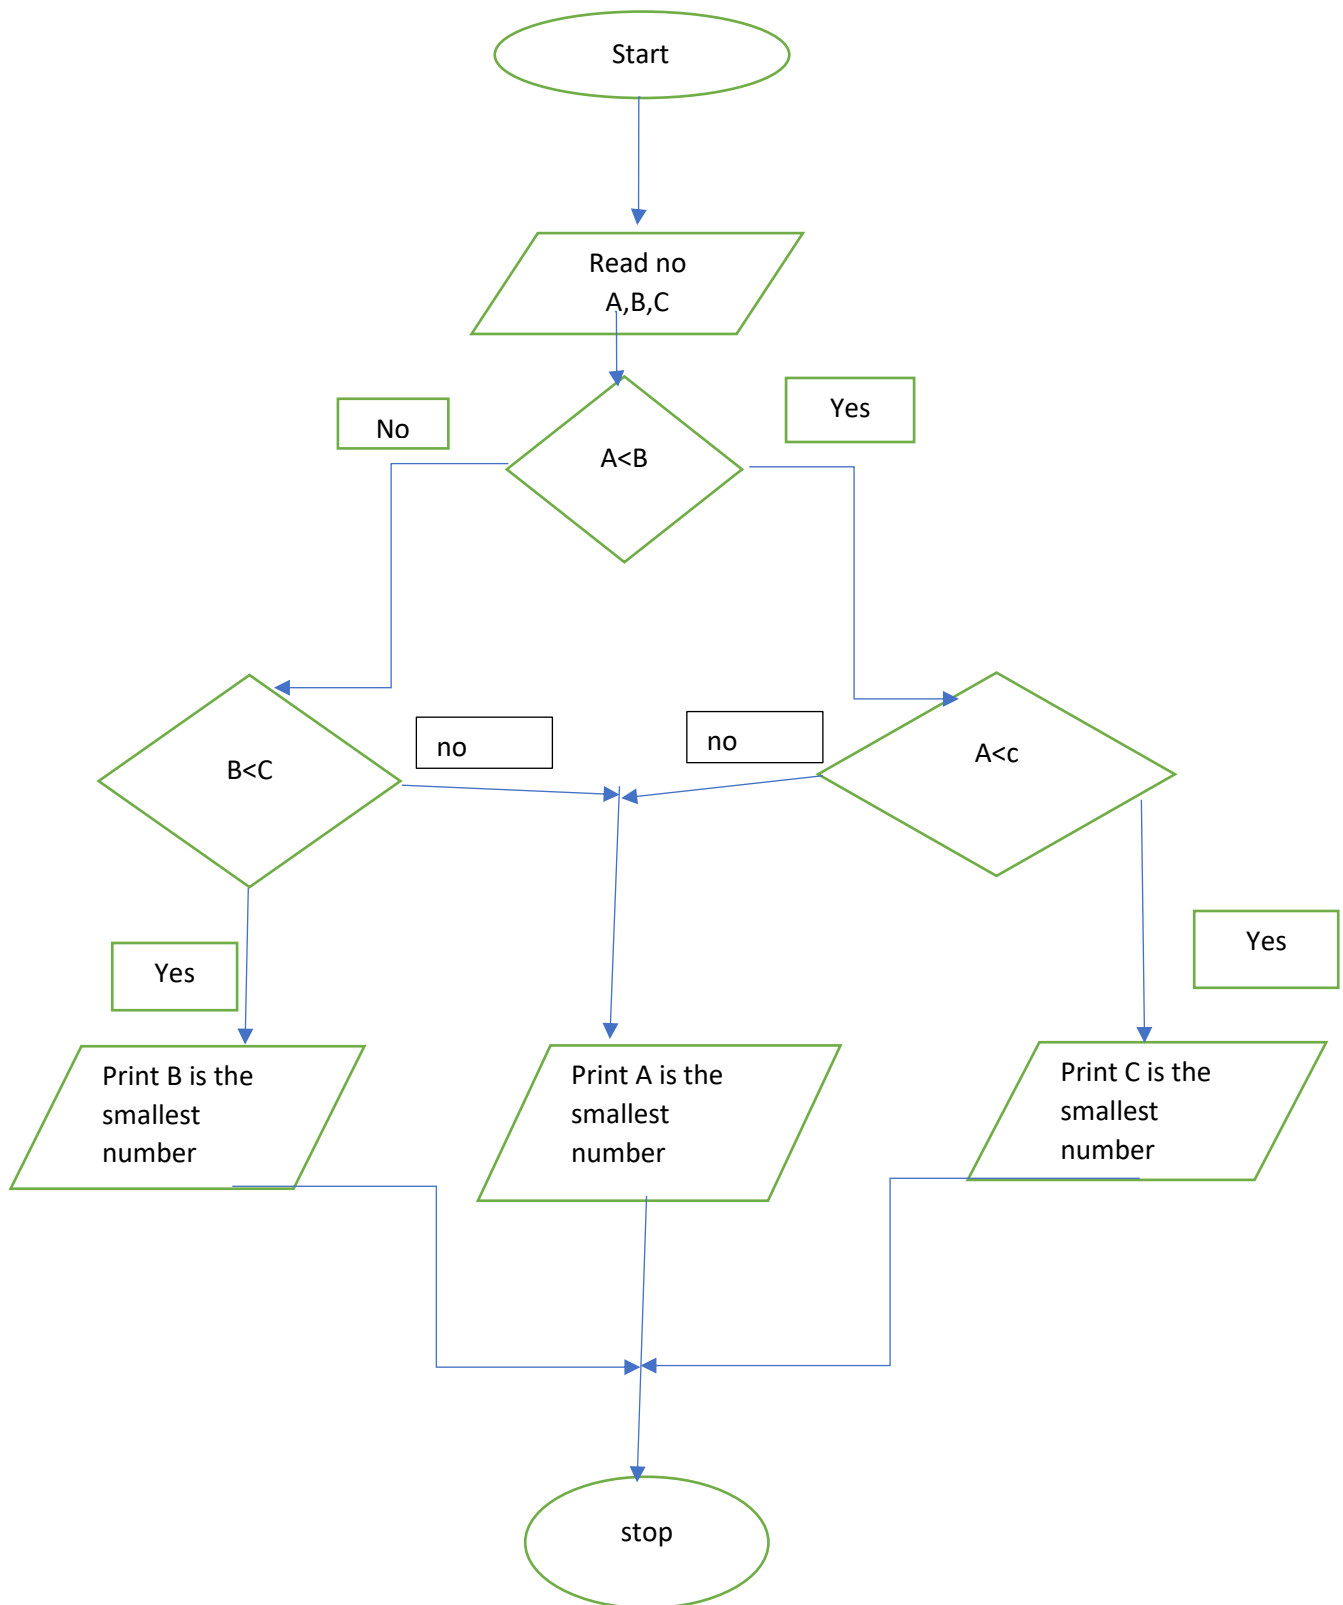 Start
Read no
A,B,C
No
Yes
A<B
no
no
B<C
A<c
Yes
Yes
Print B is the
smallest
number
Print A is the
smallest
number
Print C is the
smallest
number
stop